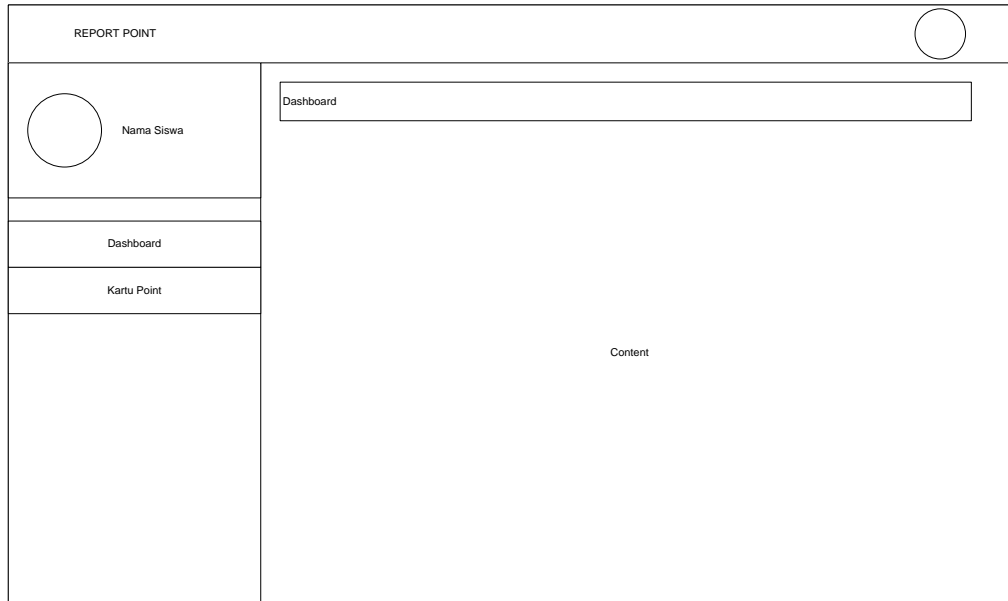 REPORT POINT
Nama Siswa
Dashboard
Kartu Point
Dashboard
Content